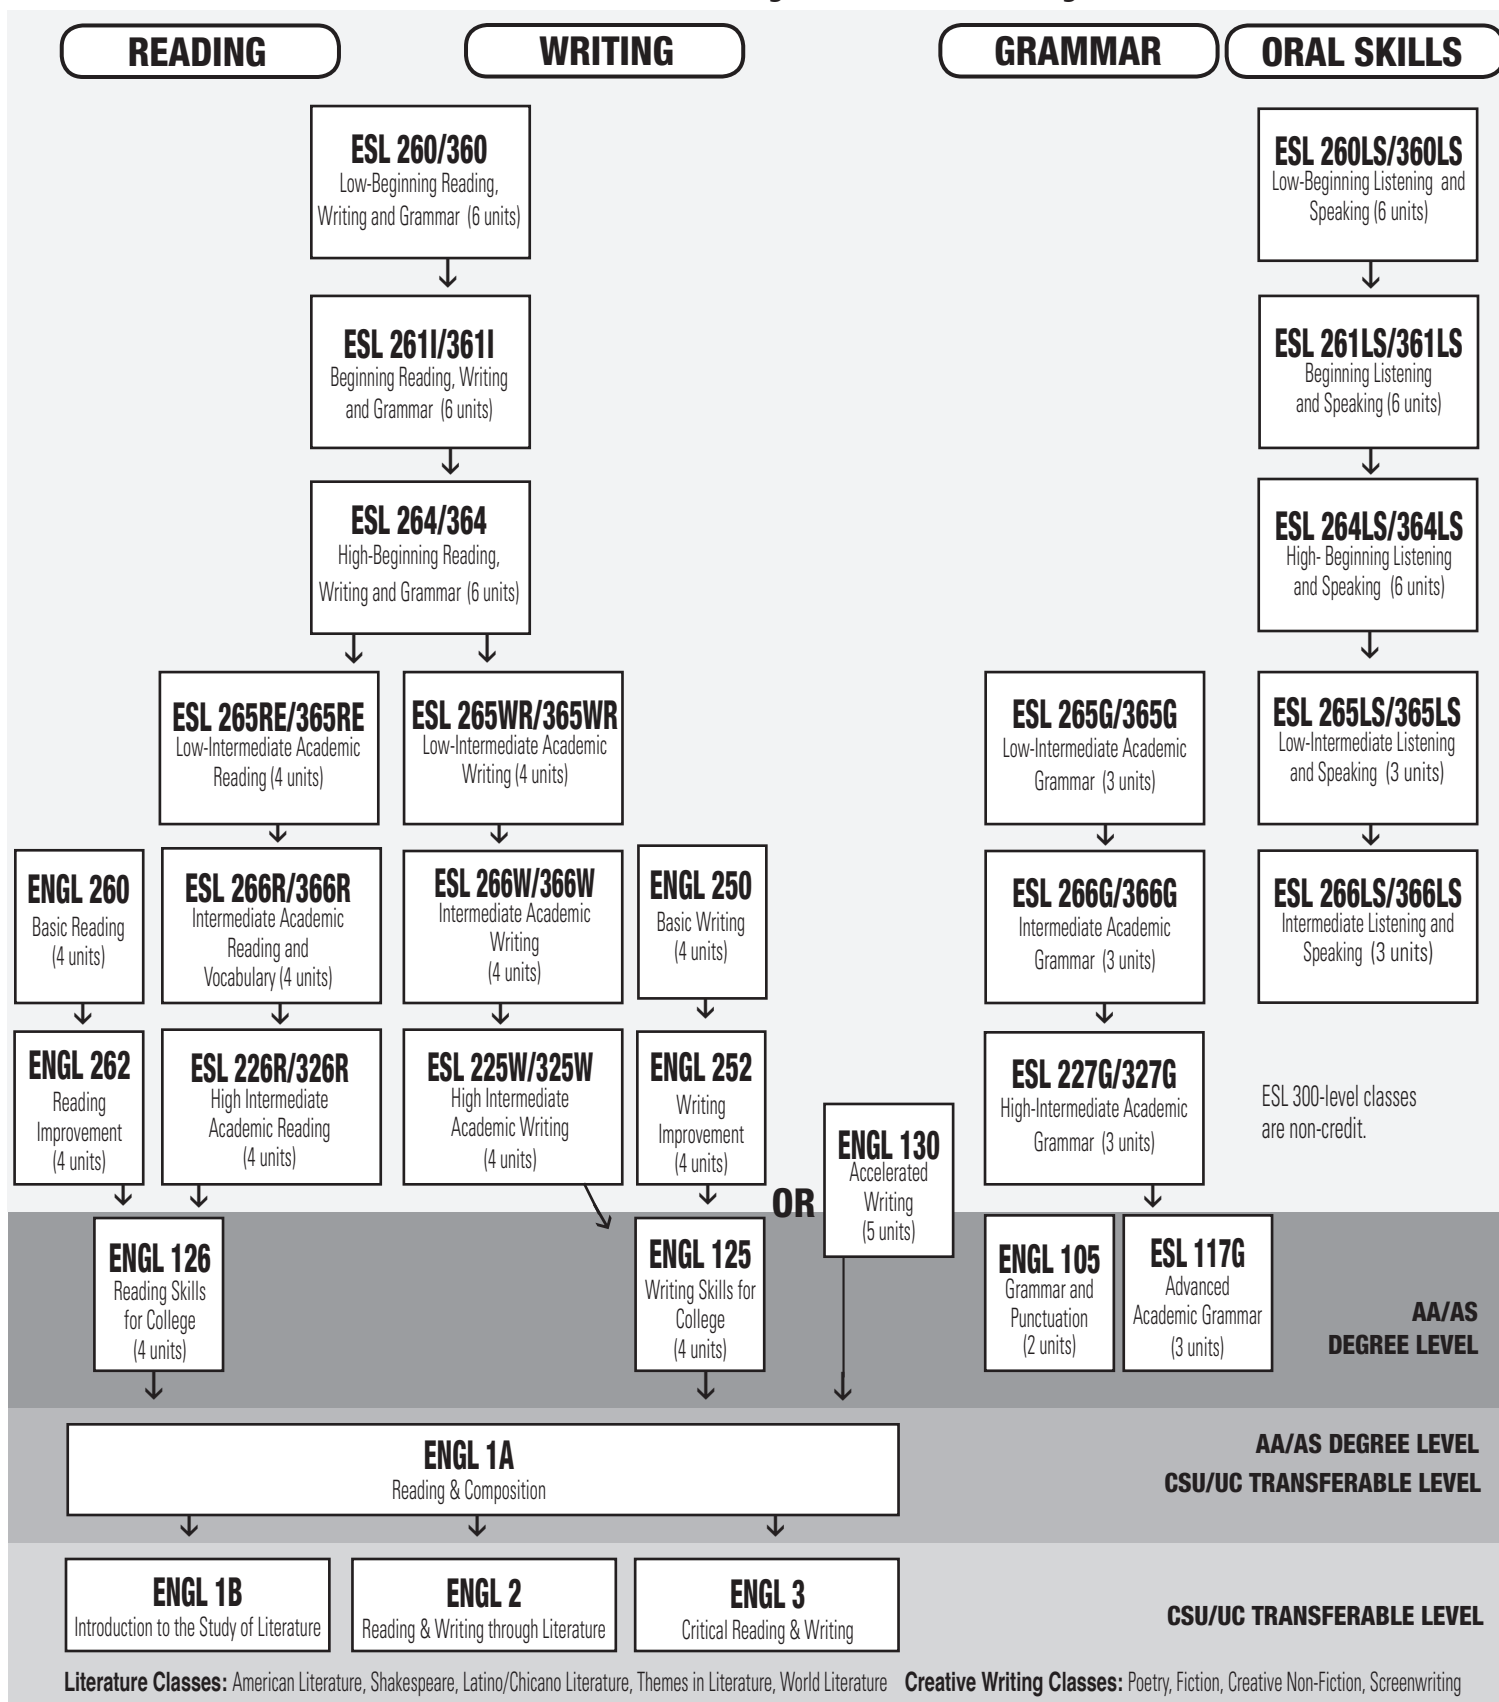 READING
WRITING
GRAMMAR
ORAL SKILLS
ESL 260/360
Low-Beginning Reading,
Writing and Grammar (6 units)
ESL 260LS/360LS
Low-Beginning Listening and
Speaking (6 units)
ESL 261I/361I
Beginning Reading, Writing
and Grammar (6 units)
ESL 261LS/361LS
Beginning Listening
and Speaking (6 units)
ESL 264/364
High-Beginning Reading,
Writing and Grammar (6 units)
ESL 264LS/364LS
High- Beginning Listening
and Speaking (6 units)
ESL 265RE/365RE
Low-Intermediate Academic
Reading (4 units)
ESL 265WR/365WR
Low-Intermediate Academic
Writing (4 units)
ESL 265G/365G
Low-Intermediate Academic
Grammar (3 units)
ESL 265LS/365LS
Low-Intermediate Listening
and Speaking (3 units)
ENGL 260
Basic Reading
(4 units)
ESL 266R/366R
Intermediate Academic
Reading and
Vocabulary (4 units)
ESL 266W/366W
Intermediate Academic
Writing
(4 units)
ENGL 250
Basic Writing
(4 units)
ESL 266G/366G
Intermediate Academic
Grammar (3 units)
ESL 266LS/366LS
Intermediate Listening and
Speaking (3 units)
ENGL 262
Reading
Improvement
(4 units)
ESL 226R/326R
High Intermediate
Academic Reading
(4 units)
ESL 225W/325W
High Intermediate
Academic Writing
(4 units)
ENGL 252
Writing
Improvement
(4 units)
OR
ENGL 130
Accelerated
Writing
(5 units)
ESL 227G/327G
High-Intermediate Academic
Grammar (3 units)
ESL 300-level classes
are non-credit.
ENGL 126
Reading Skills
for College
(4 units)
ENGL 125
Writing Skills for
College
(4 units)
ENGL 105
Grammar and
Punctuation
(2 units)
ESL 117G
Advanced
Academic Grammar
(3 units)
AA/AS
DEGREE LEVEL
ENGL 1A
Reading & Composition
AA/AS DEGREE LEVEL
CSU/UC TRANSFERABLE LEVEL
ENGL 1B
Introduction to the Study of Literature
ENGL 2
Reading & Writing through Literature
ENGL 3
Critical Reading & Writing
CSU/UC TRANSFERABLE LEVEL
Literature Classes: American Literature, Shakespeare, Latino/Chicano Literature, Themes in Literature, World Literature Creative Writing Classes: Poetry, Fiction, Creative Non-Fiction, Screenwriting